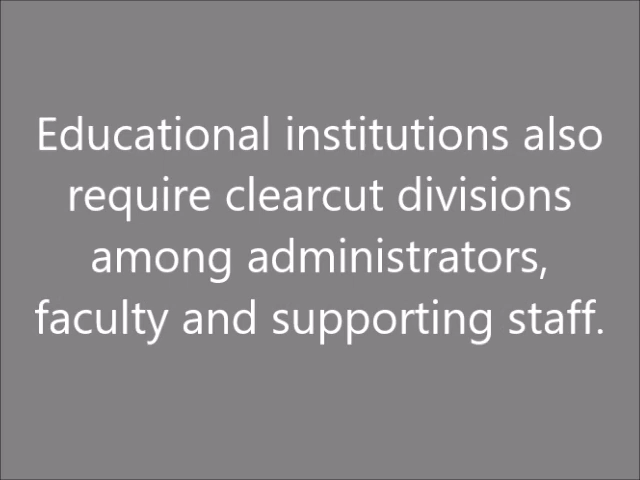 Educational institutions also
require clearcut divisions
among administrators,
faculty and supporting staff.